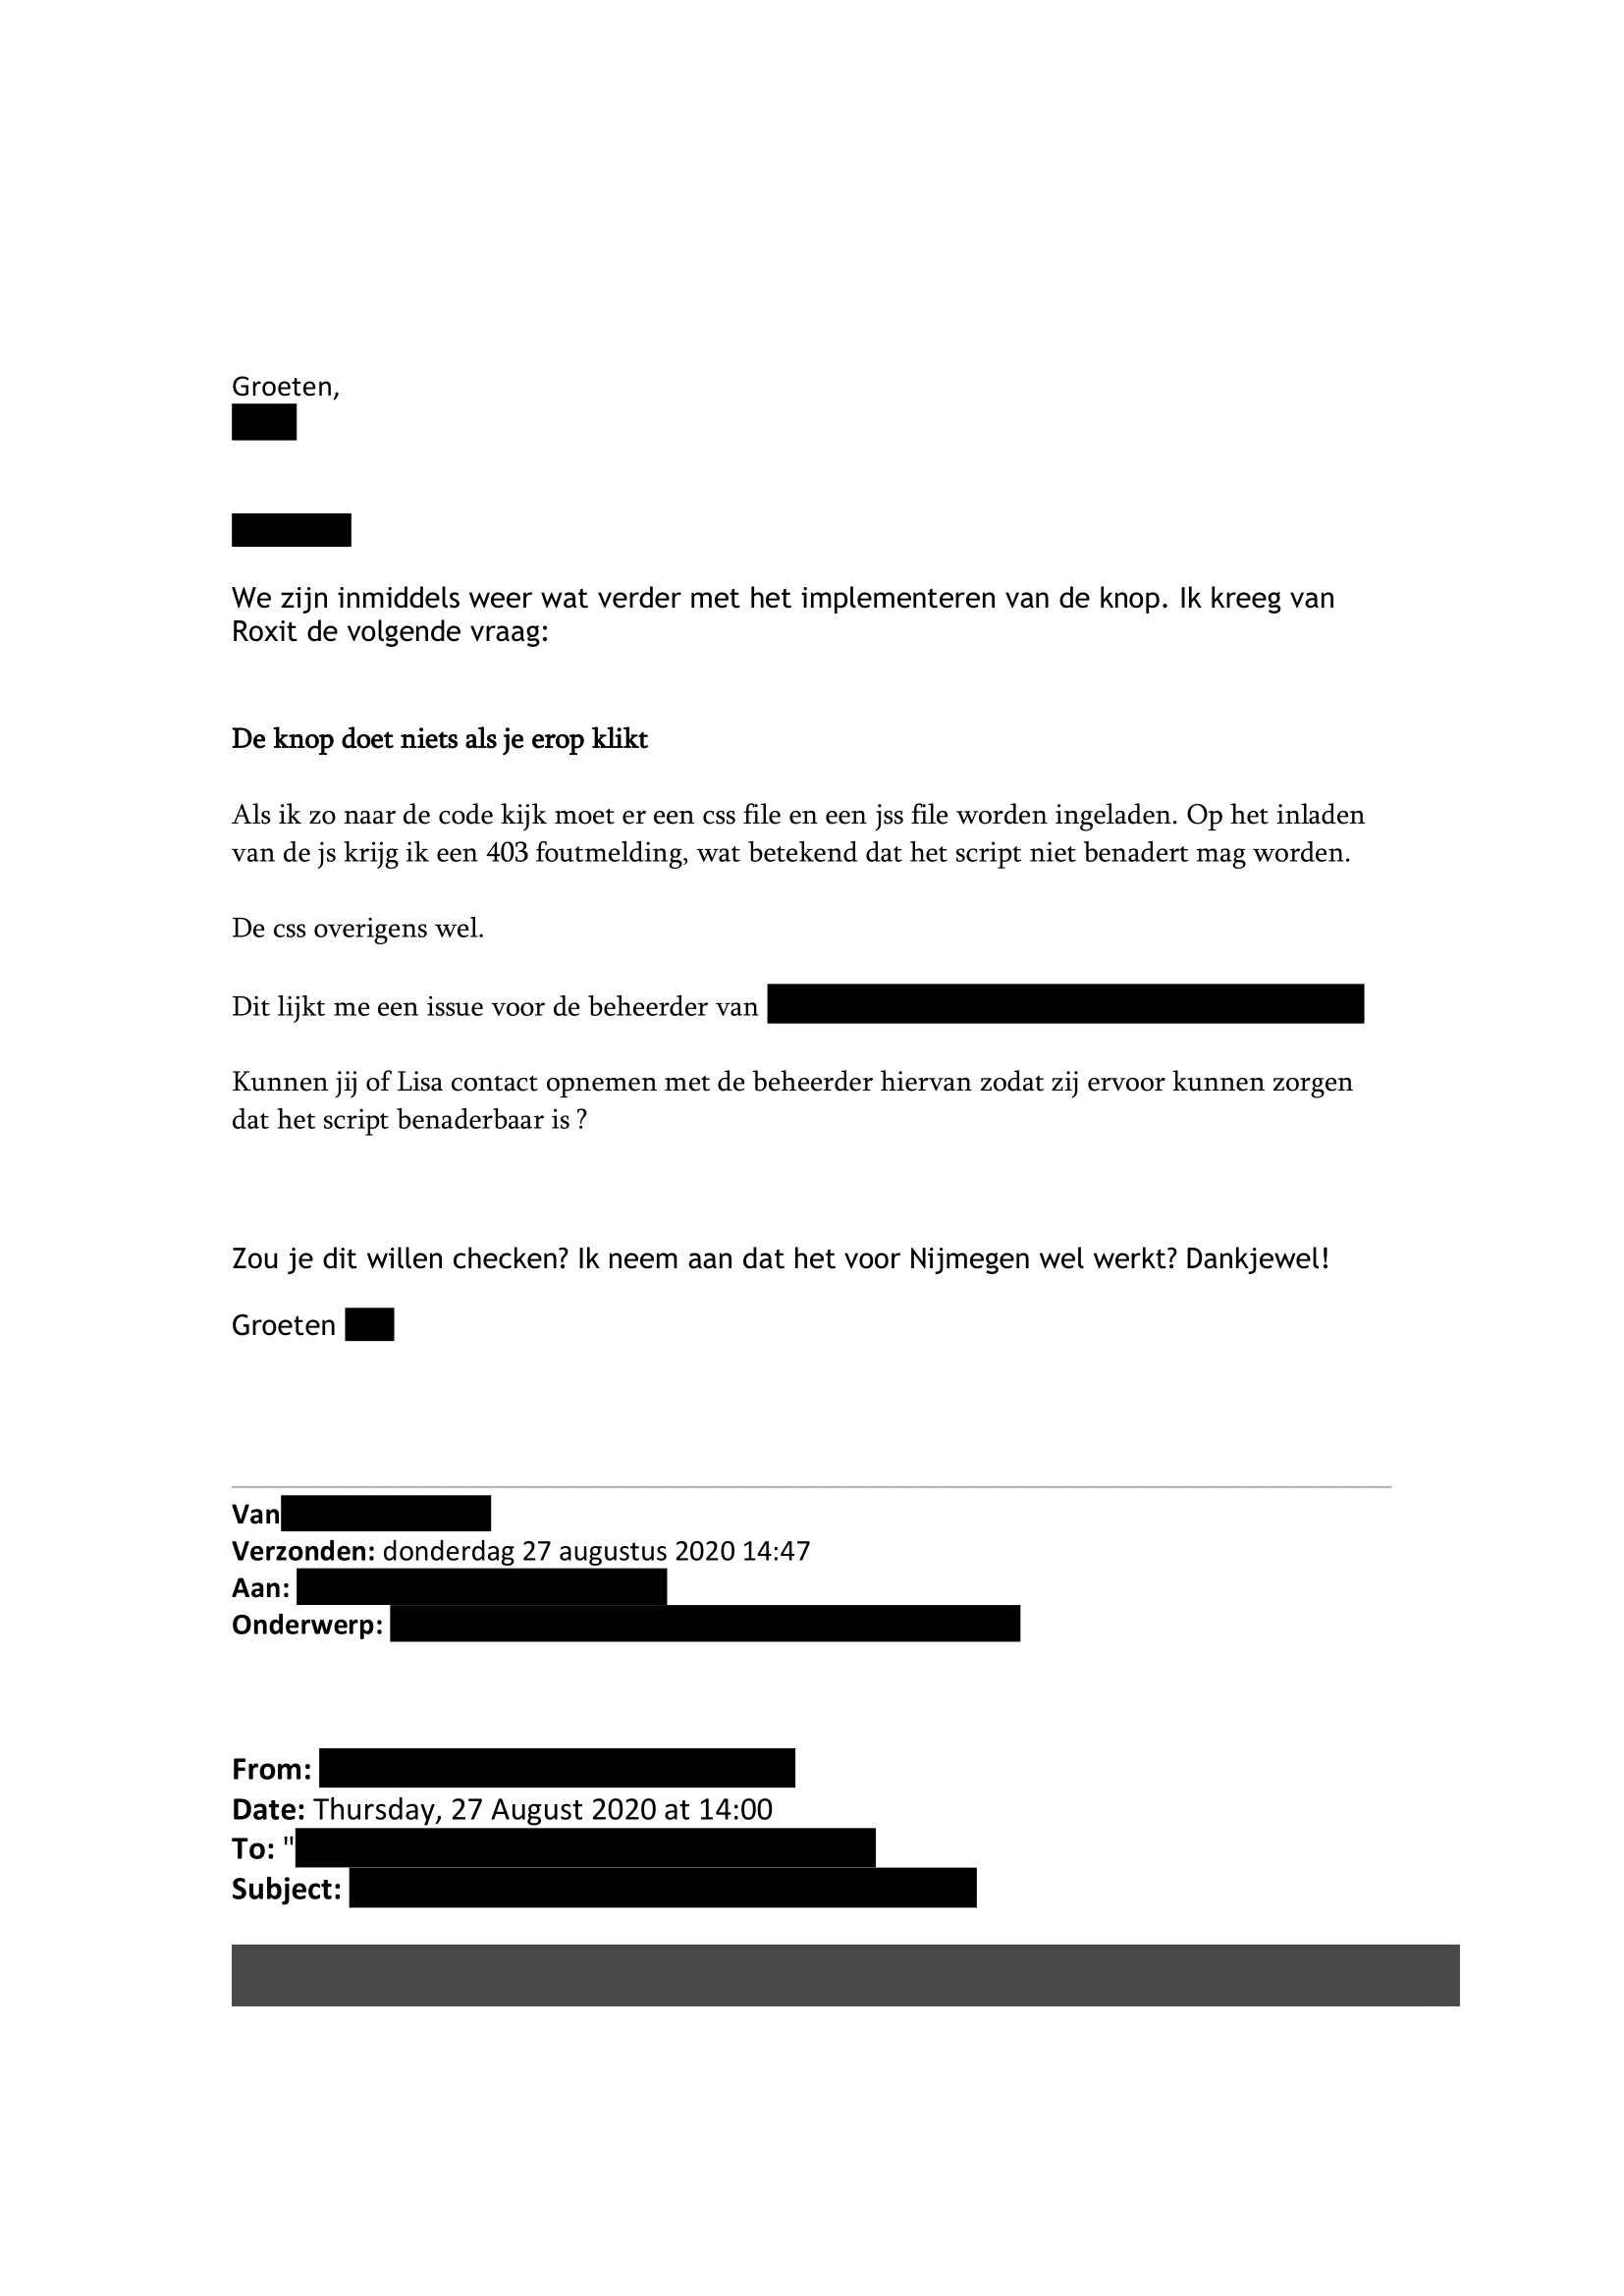 Groeten,
We zijn inmiddels weer wat verder met het implementeren van de knop. Ik kreeg van
Roxit de volgende vraag:
De knop doet niets als je erop klikt
Als ik zo naar de code kijk moet er een css file en een jss file worden ingeladen. Op het inladen
van de js krijg ik een 403 foutmelding, wat betekend dat het script niet benadert mag worden.
De css overigens wel.
Dit lijkt me een issue voor de beheerder van
Kunnen jij of Lisa contact opnemen met de beheerder hiervan zodat zij ervoor kunnen zorgen
dat het script benaderbaar is ?
Zou je dit willen checken? Ik neem aan dat het voor Nijmegen wel werkt? Dankjewel!
Groeten
Van
Verzonden: donderdag 27 augustus 2020 14:47
Aan:
Onderwerp:
From:
Date: Thursday, 27 August 2020 at 14:00
To: "
Subject: